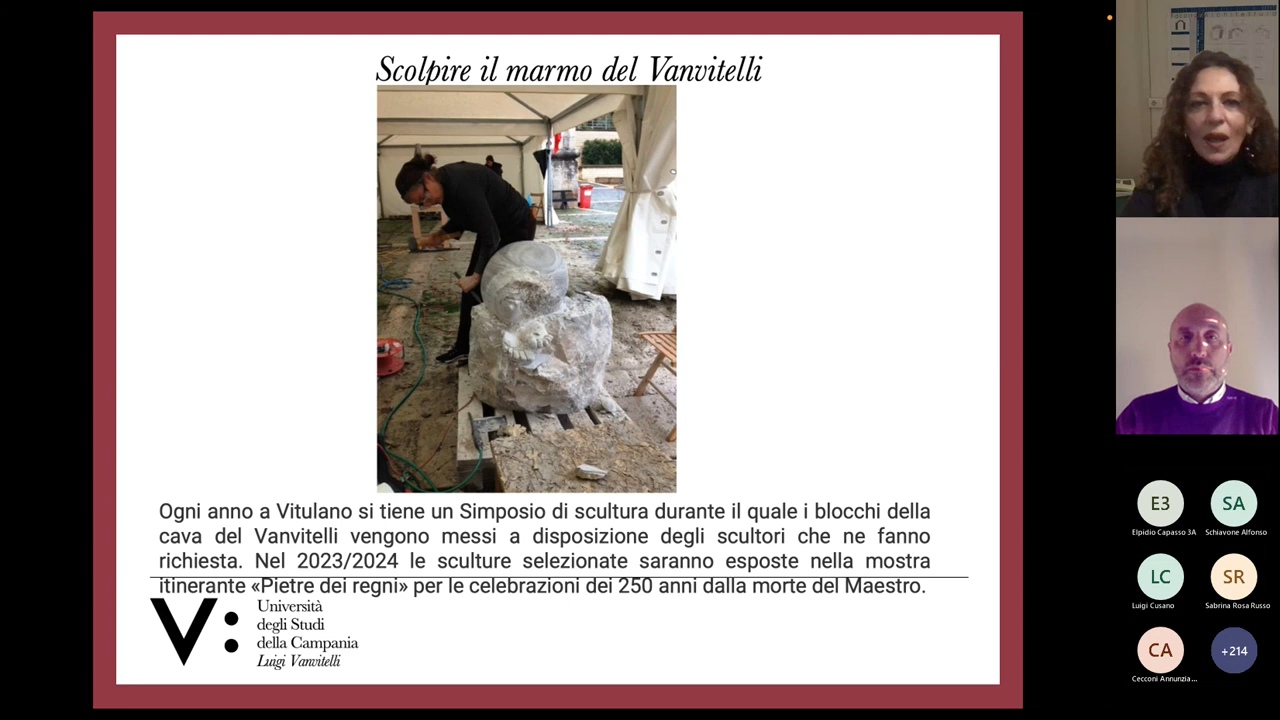 Scolpire il marmo del Vanvitelli
Ogni anno a Vitulano si tiene un Simposio di scultura durante il quale i blocchi della
cava del Vanvitelli vengono messi a disposizione degli scultori che ne fanno
richiesta. Nel 2023/2024 le sculture selezionate saranno esposte nella mostra
itinerante «Pietre dei regni» per le celebrazioni dei 250 anni dalla morte del Maestro.
V:
Università
degli Studi
della Campania
Luigi Vanvitelli
E3
Elpidio Capasso 3A
SA
Schiavone Alfonso
LC
Luigi Cusano
SR
Sabrina Rosa Russo
CA
Cecconi Annunzia...
+214